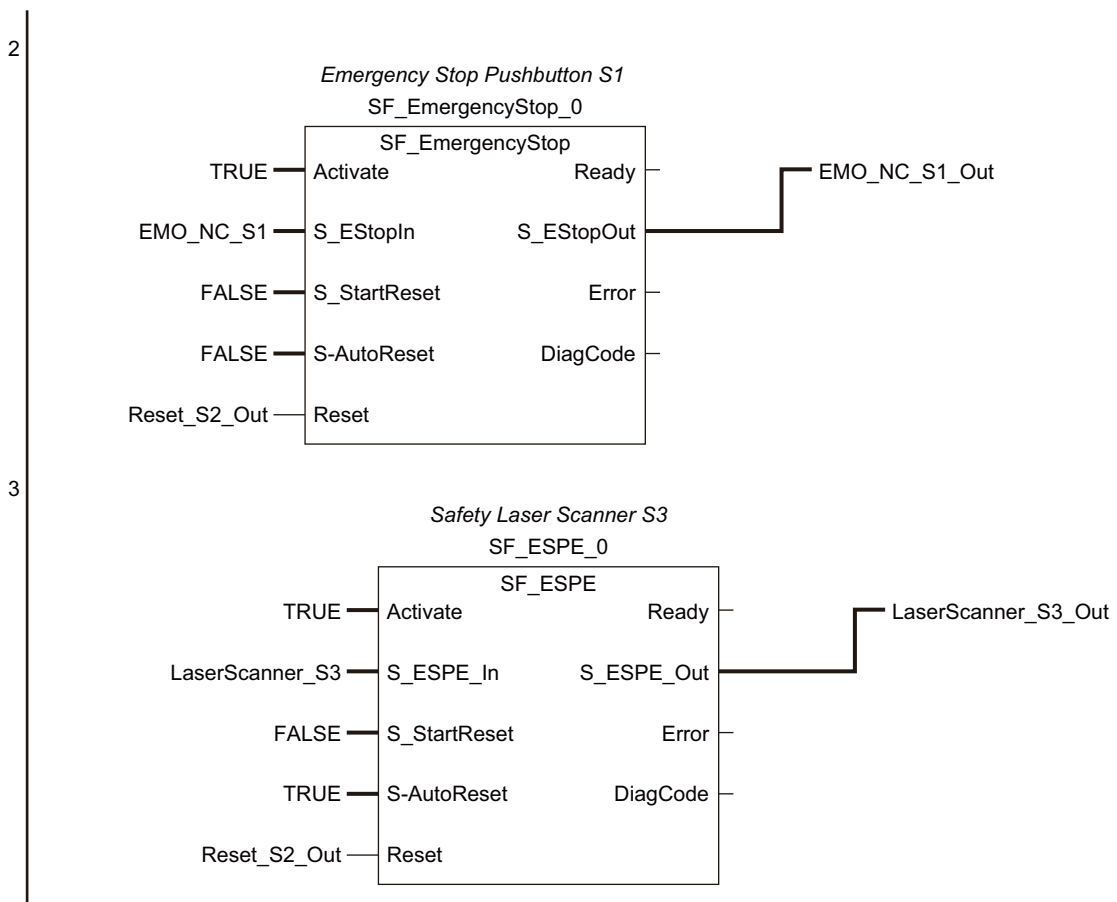 2
Emergency Stop Pushbutton S1
SF_EmergencyStop_0
SF_EmergencyStop
TRUE Activate Ready EMO_NC_S1_Out
EMO_NC_S1 S_EStopIn S_EStopOut
FALSE S_StartReset Error
FALSE S-AutoReset DiagCode
Reset_S2_Out Reset
3
Safety Laser Scanner S3
SF_ESPE_0
SF_ESPE
TRUE Activate Ready LaserScanner_S3_Out
LaserScanner_S3 S_ESPE_In S_ESPE_Out
FALSE S_StartReset Error
TRUE S-AutoReset DiagCode
Reset_S2_Out Reset